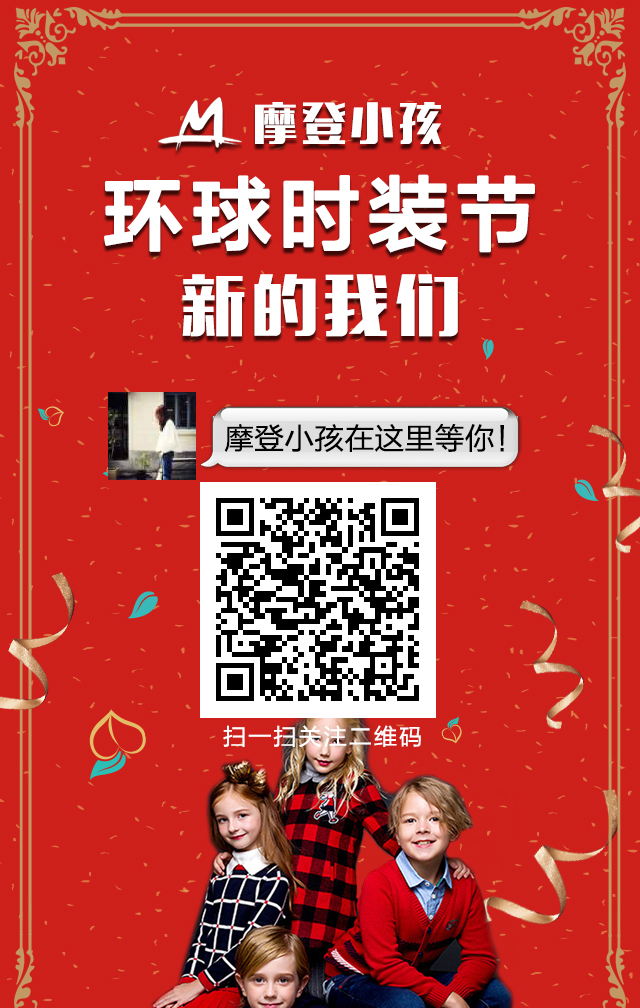 摩登小孩
环球时装节
新的我们
摩登小孩在这里等你!
扫一扫关注二维码